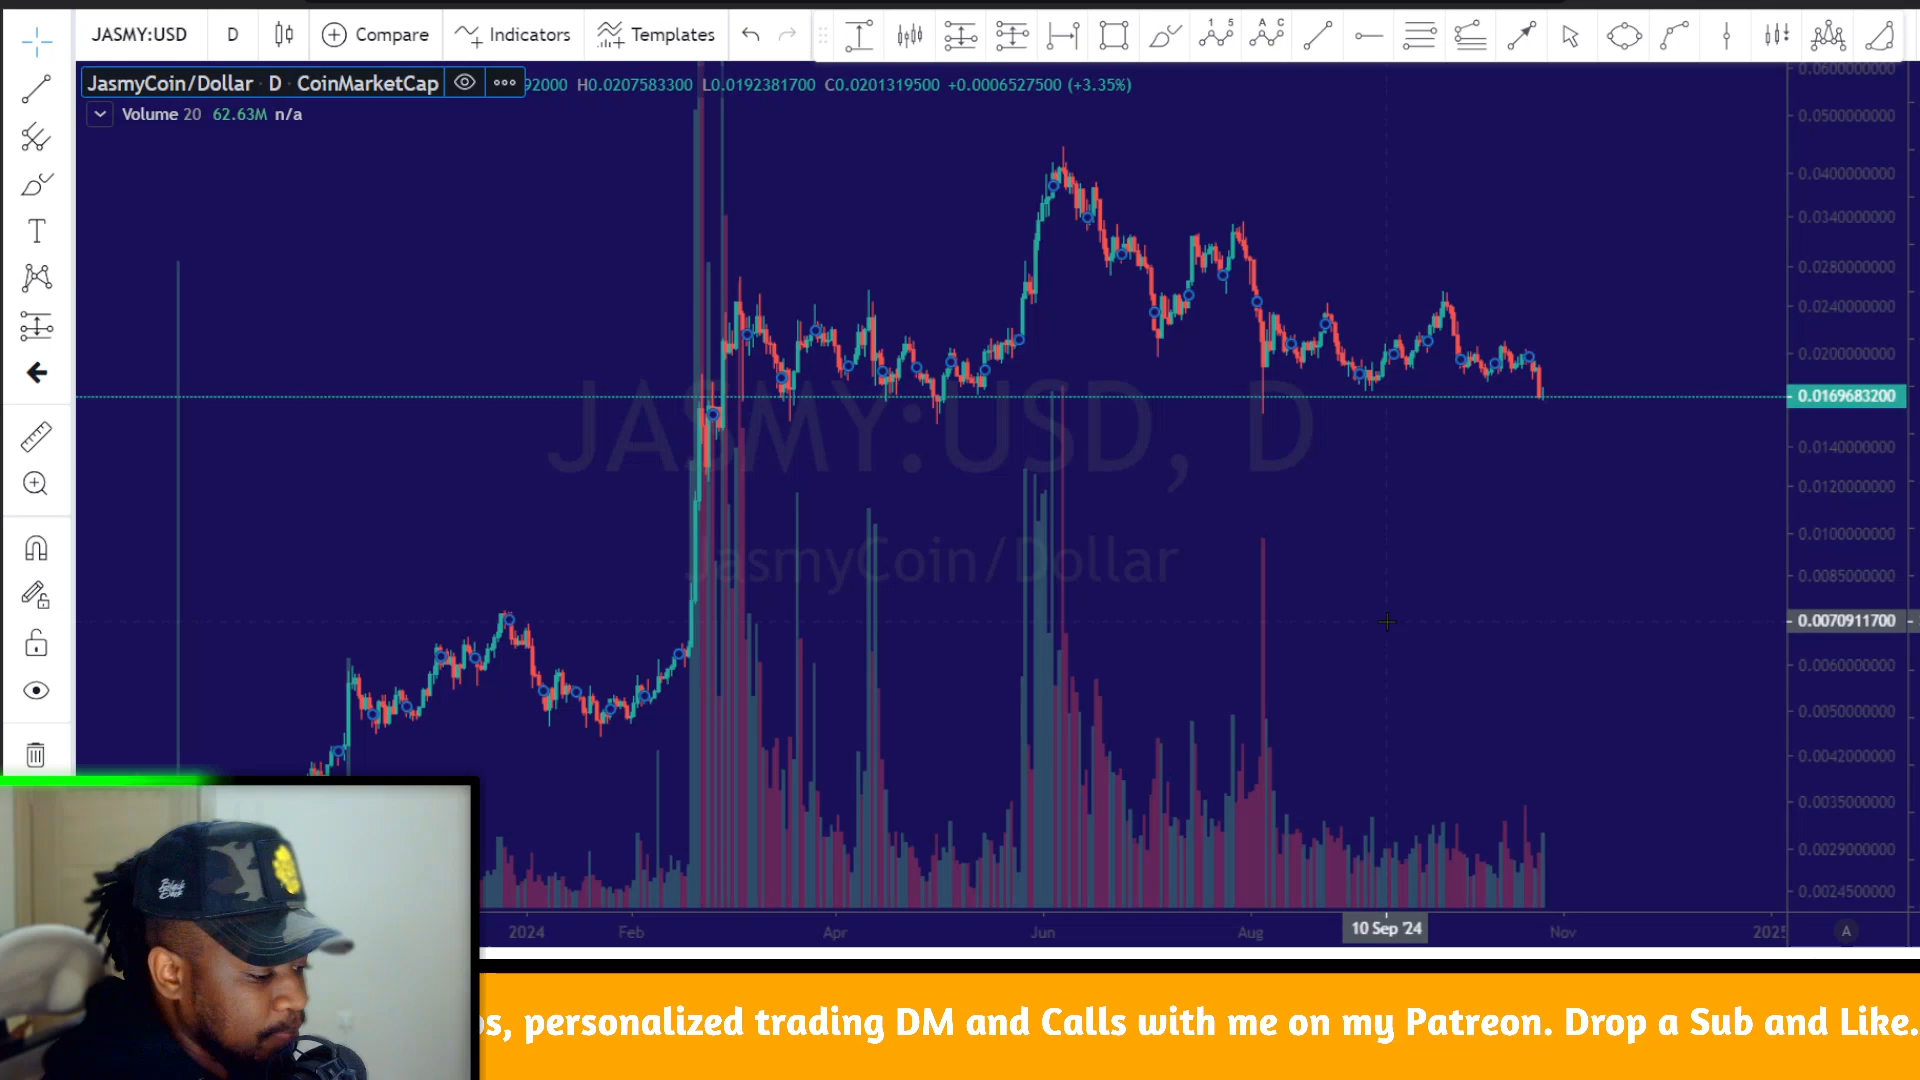 JASMY:USD D Compare Indicators Templates
JasmyCoin/Dollar D CoinMarketCap 92000 H0.0207583300 L0.0192381700 C0.0201319500 +0.0006527500 (+3.35%)
Volume 20 62.63M n/a
0.0600000000
0.0500000000
0.0400000000
0.0340000000
0.0280000000
0.0240000000
0.0200000000
0.0169683200
0.0140000000
0.0120000000
0.0100000000
0.0085000000
0.0070911700
0.0060000000
0.0050000000
0.0042000000
0.0035000000
0.0029000000
0.0024500000
JASMY:USD, D
JasmyCoin/Dollar
2024 Feb Apr Jun Aug 10 Sep '24 Nov 2025 A
personalized trading DM and Calls with me on my Patreon. Drop a Sub and Like.